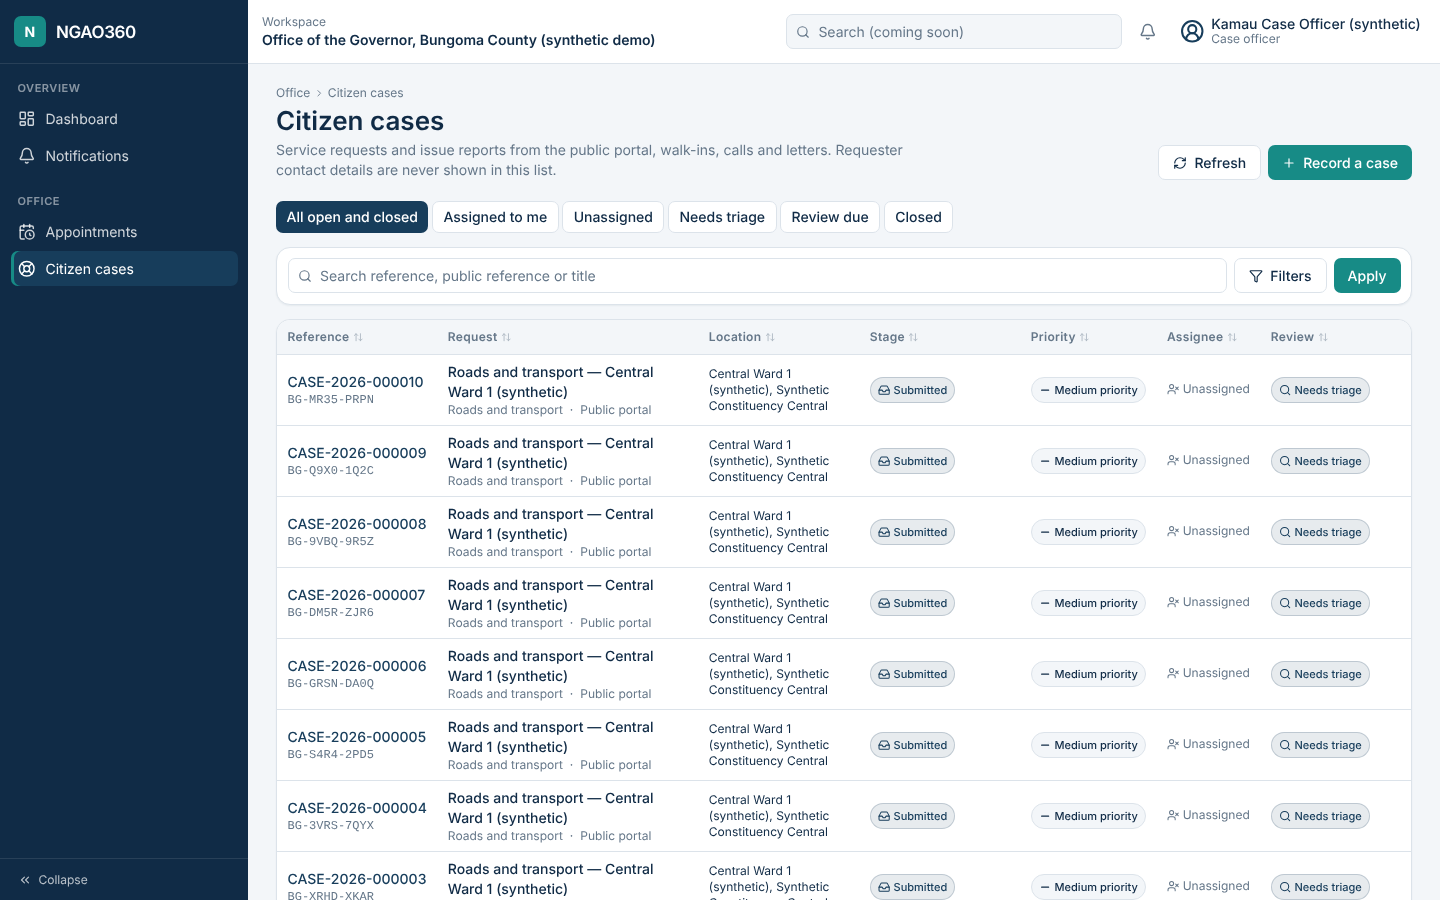 N NGAO360
OVERVIEW
Dashboard
Notifications
OFFICE
Appointments
Citizen cases
Collapse
Workspace
Office of the Governor, Bungoma County (synthetic demo)
Search (coming soon)
Kamau Case Officer (synthetic)
Case officer
Office › Citizen cases
Citizen cases
Service requests and issue reports from the public portal, walk-ins, calls and letters. Requester
contact details are never shown in this list.
Refresh
+ Record a case
All open and closed Assigned to me Unassigned Needs triage Review due Closed
Search reference, public reference or title
Filters Apply
Reference Request Location Stage Priority Assignee Review
CASE-2026-000010
BG-MR35-PRPN
Roads and transport — Central
Ward 1 (synthetic)
Roads and transport · Public portal
Central Ward 1
(synthetic), Synthetic
Constituency Central
Submitted
Medium priority
Unassigned
Needs triage
CASE-2026-000009
BG-Q9X0-1Q2C
Roads and transport — Central
Ward 1 (synthetic)
Roads and transport · Public portal
Central Ward 1
(synthetic), Synthetic
Constituency Central
Submitted
Medium priority
Unassigned
Needs triage
CASE-2026-000008
BG-9VBQ-9R5Z
Roads and transport — Central
Ward 1 (synthetic)
Roads and transport · Public portal
Central Ward 1
(synthetic), Synthetic
Constituency Central
Submitted
Medium priority
Unassigned
Needs triage
CASE-2026-000007
BG-DM5R-ZJR6
Roads and transport — Central
Ward 1 (synthetic)
Roads and transport · Public portal
Central Ward 1
(synthetic), Synthetic
Constituency Central
Submitted
Medium priority
Unassigned
Needs triage
CASE-2026-000006
BG-GRSN-DA0Q
Roads and transport — Central
Ward 1 (synthetic)
Roads and transport · Public portal
Central Ward 1
(synthetic), Synthetic
Constituency Central
Submitted
Medium priority
Unassigned
Needs triage
CASE-2026-000005
BG-S4R4-2PD5
Roads and transport — Central
Ward 1 (synthetic)
Roads and transport · Public portal
Central Ward 1
(synthetic), Synthetic
Constituency Central
Submitted
Medium priority
Unassigned
Needs triage
CASE-2026-000004
BG-3VRS-7QYX
Roads and transport — Central
Ward 1 (synthetic)
Roads and transport · Public portal
Central Ward 1
(synthetic), Synthetic
Constituency Central
Submitted
Medium priority
Unassigned
Needs triage
CASE-2026-000003
BG-XRHD-XKAR
Roads and transport — Central
Ward 1 (synthetic)
Central Ward 1
(synthetic), Synthetic
Submitted
Medium priority
Unassigned
Needs triage